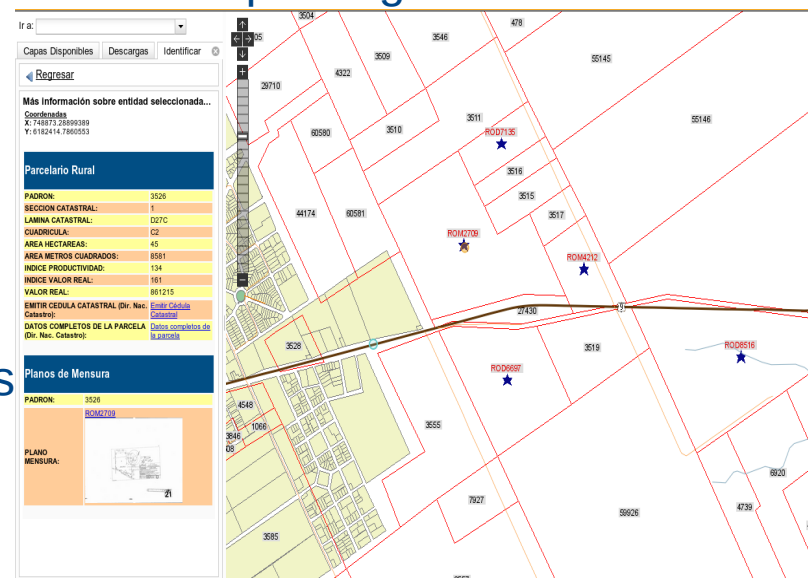 Ir a:
Capas Disponibles Descargas Identificar
Regresar
Más información sobre entidad seleccionada...
Coordenadas
X: 748873.28899389
Y: 6182414.7860553
Parcelario Rural
PADRON: 3526
SECCION CATASTRAL: 1
LAMINA CATASTRAL: D27C
CUADRICULA: C2
AREA HECTAREAS: 45
AREA METROS CUADRADOS: 8581
INDICE PRODUCTIVIDAD: 134
INDICE VALOR REAL: 161
VALOR REAL: 861215
EMITIR CEDULA CATASTRAL (Dir. Nac. Catastro): Emitir Cédula
Catastral
DATOS COMPLETOS DE LA PARCELA (Dir. Nac. Catastro): Datos completos de
la parcela
Planos de Mensura
PADRON: 3526
PLANO MENSURA: ROM2709
21
3504
478
3546
05
3509
55145
4322
29710
55146
3511
ROD7135
3510
60580
3516
3515
44174
60581
3517
ROM2709
ROM4212
27430
9
3528
3519
ROD8516
ROD6697
4548
1066
3846
3555
6920
7927
59926
4739
3585